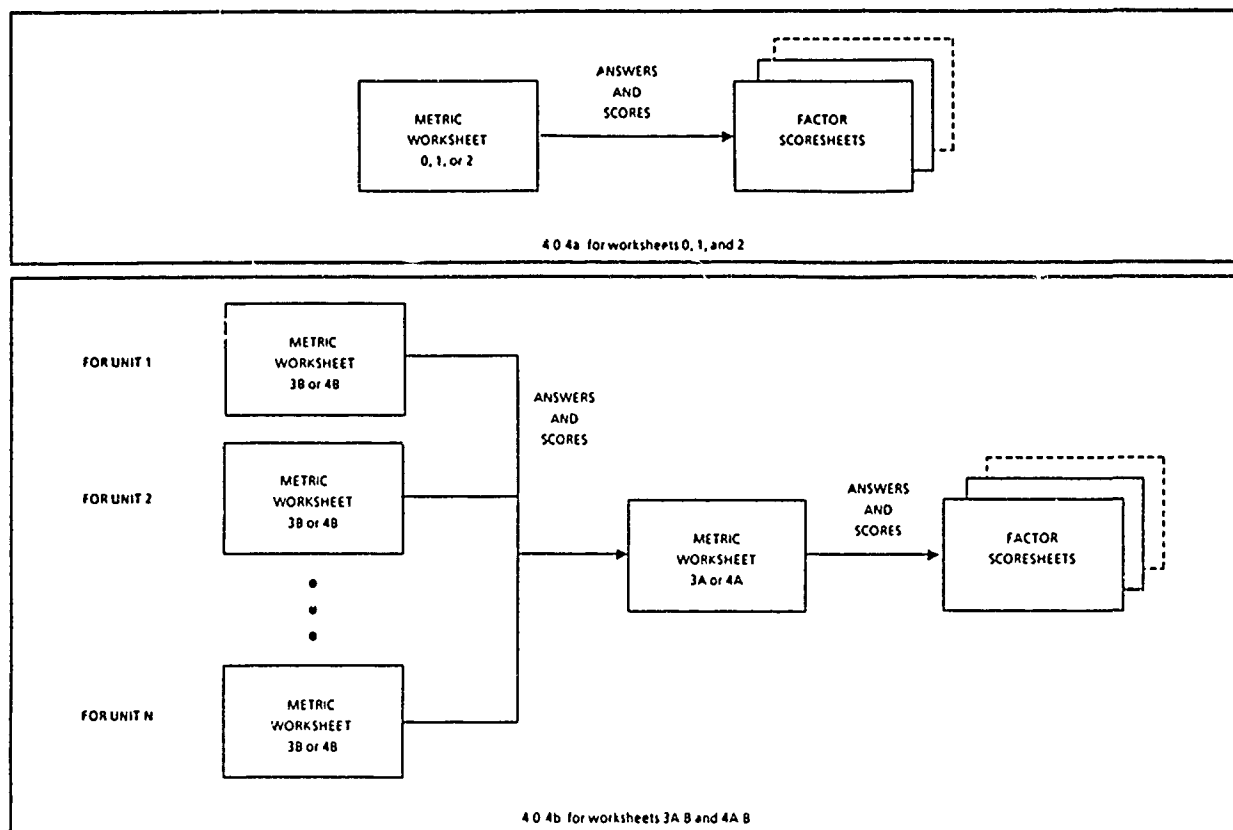 ANSWERS
AND
SCORES
METRIC
WORKSHEET
0, 1, or 2
FACTOR
SCORESHEETS
4 0 4a for worksheets 0, 1, and 2
FOR UNIT 1
METRIC
WORKSHEET
3B or 4B
ANSWERS
AND
SCORES
FOR UNIT 2
METRIC
WORKSHEET
3B or 4B
METRIC
WORKSHEET
3A or 4A
ANSWERS
AND
SCORES
FACTOR
SCORESHEETS
FOR UNIT N
METRIC
WORKSHEET
3B or 4B
4 0 4b for worksheets 3A B and 4A B